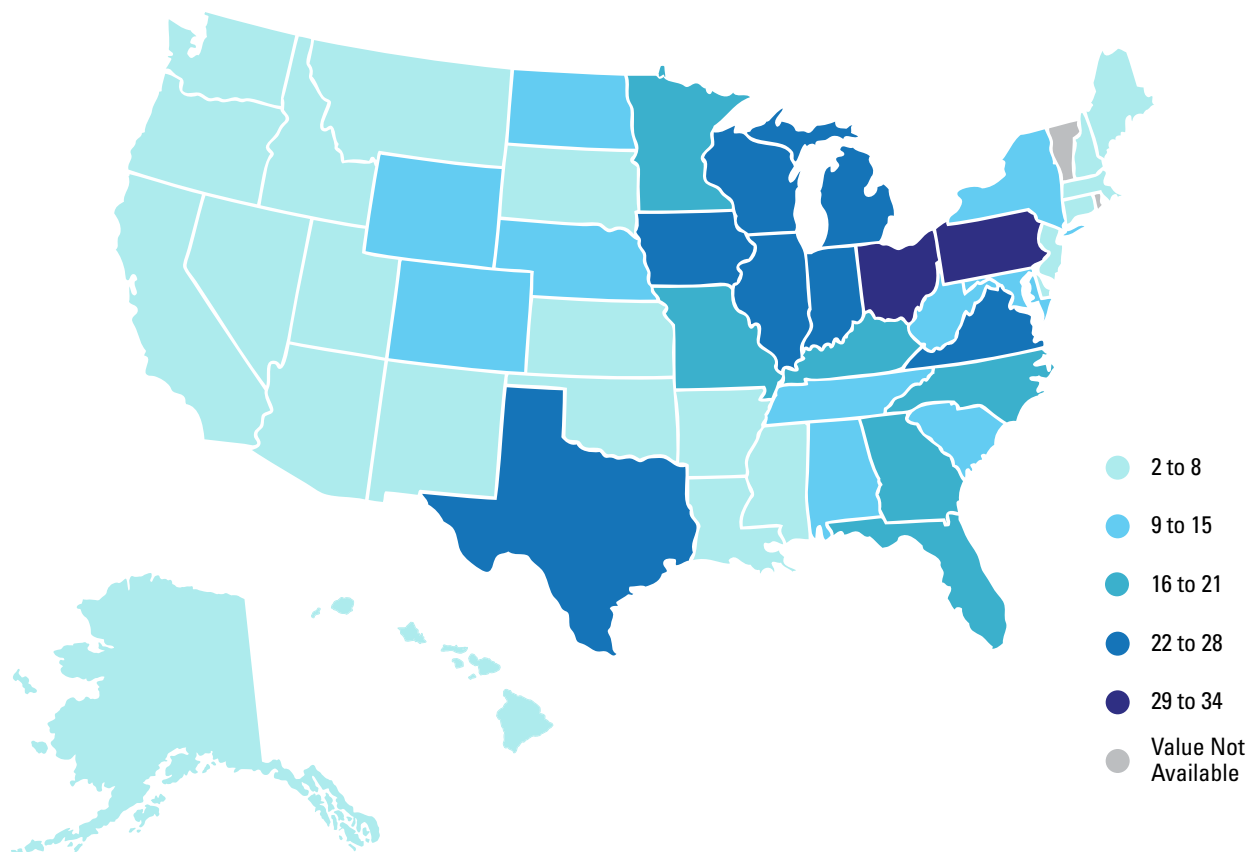 2 to 8
9 to 15
16 to 21
22 to 28
29 to 34
Value Not
Available